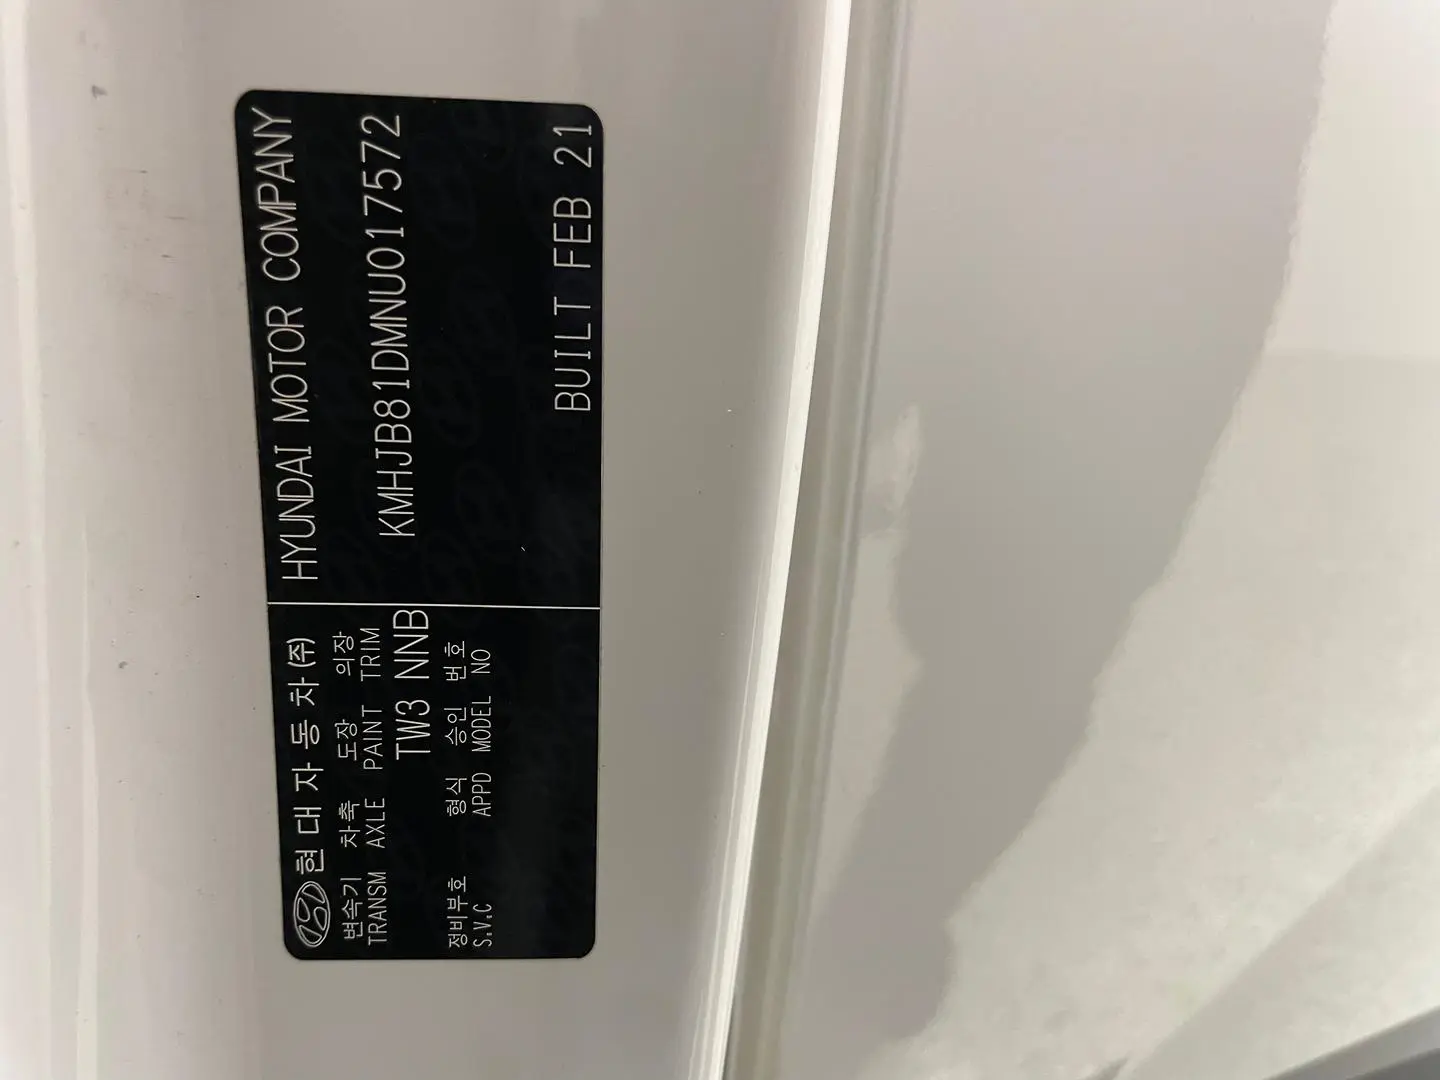 현대자동차(주)
변속기 차축 도장 의장
TRANSM AXLE PAINT TRIM
TW3 NNB
정비부호 형식 승인 번호
S.V.C APPD MODEL NO
HYUNDAI MOTOR COMPANY
KMHJB81DMNU017572
BUILT FEB 21